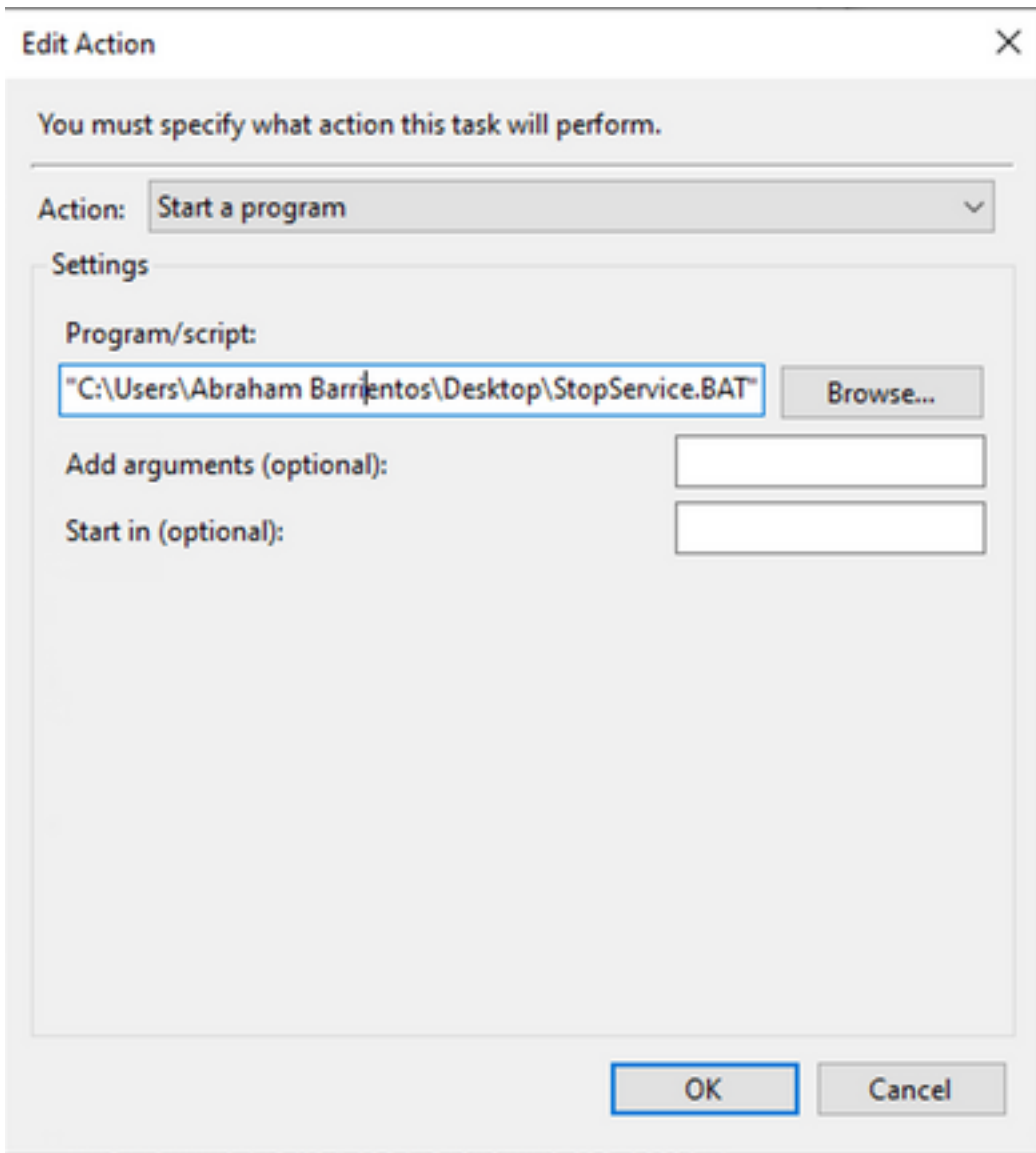 Edit Action
You must specify what action this task will perform.
Action: Start a program
Settings
Program/script:
"C:\Users\Abraham Barrientos\Desktop\StopService.BAT" Browse...
Add arguments (optional):
Start in (optional):
OK Cancel